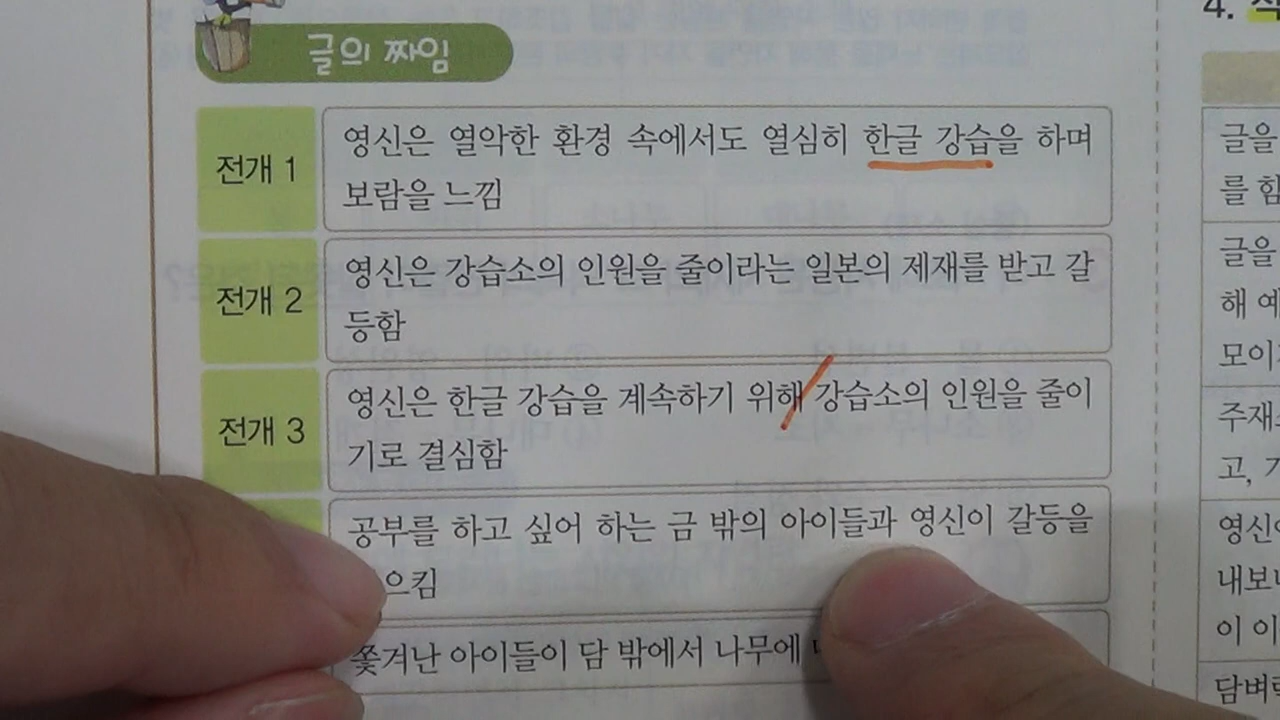 글의 짜임
전개 1
영신은 열악한 환경 속에서도 열심히 한글 강습을 하며
보람을 느낌
전개 2
영신은 강습소의 인원을 줄이라는 일본의 제재를 받고 갈
등함
전개 3
영신은 한글 강습을 계속하기 위해 강습소의 인원을 줄이
기로 결심함
공부를 하고 싶어 하는 금 밖의 아이들과 영신이 갈등을
으킴
쫓겨난 아이들이 담 밖에서 나무에
4.
글을
를 함
글을
해 예
모이
주재
고, 기
영신이
내보내
이 이
담벼락